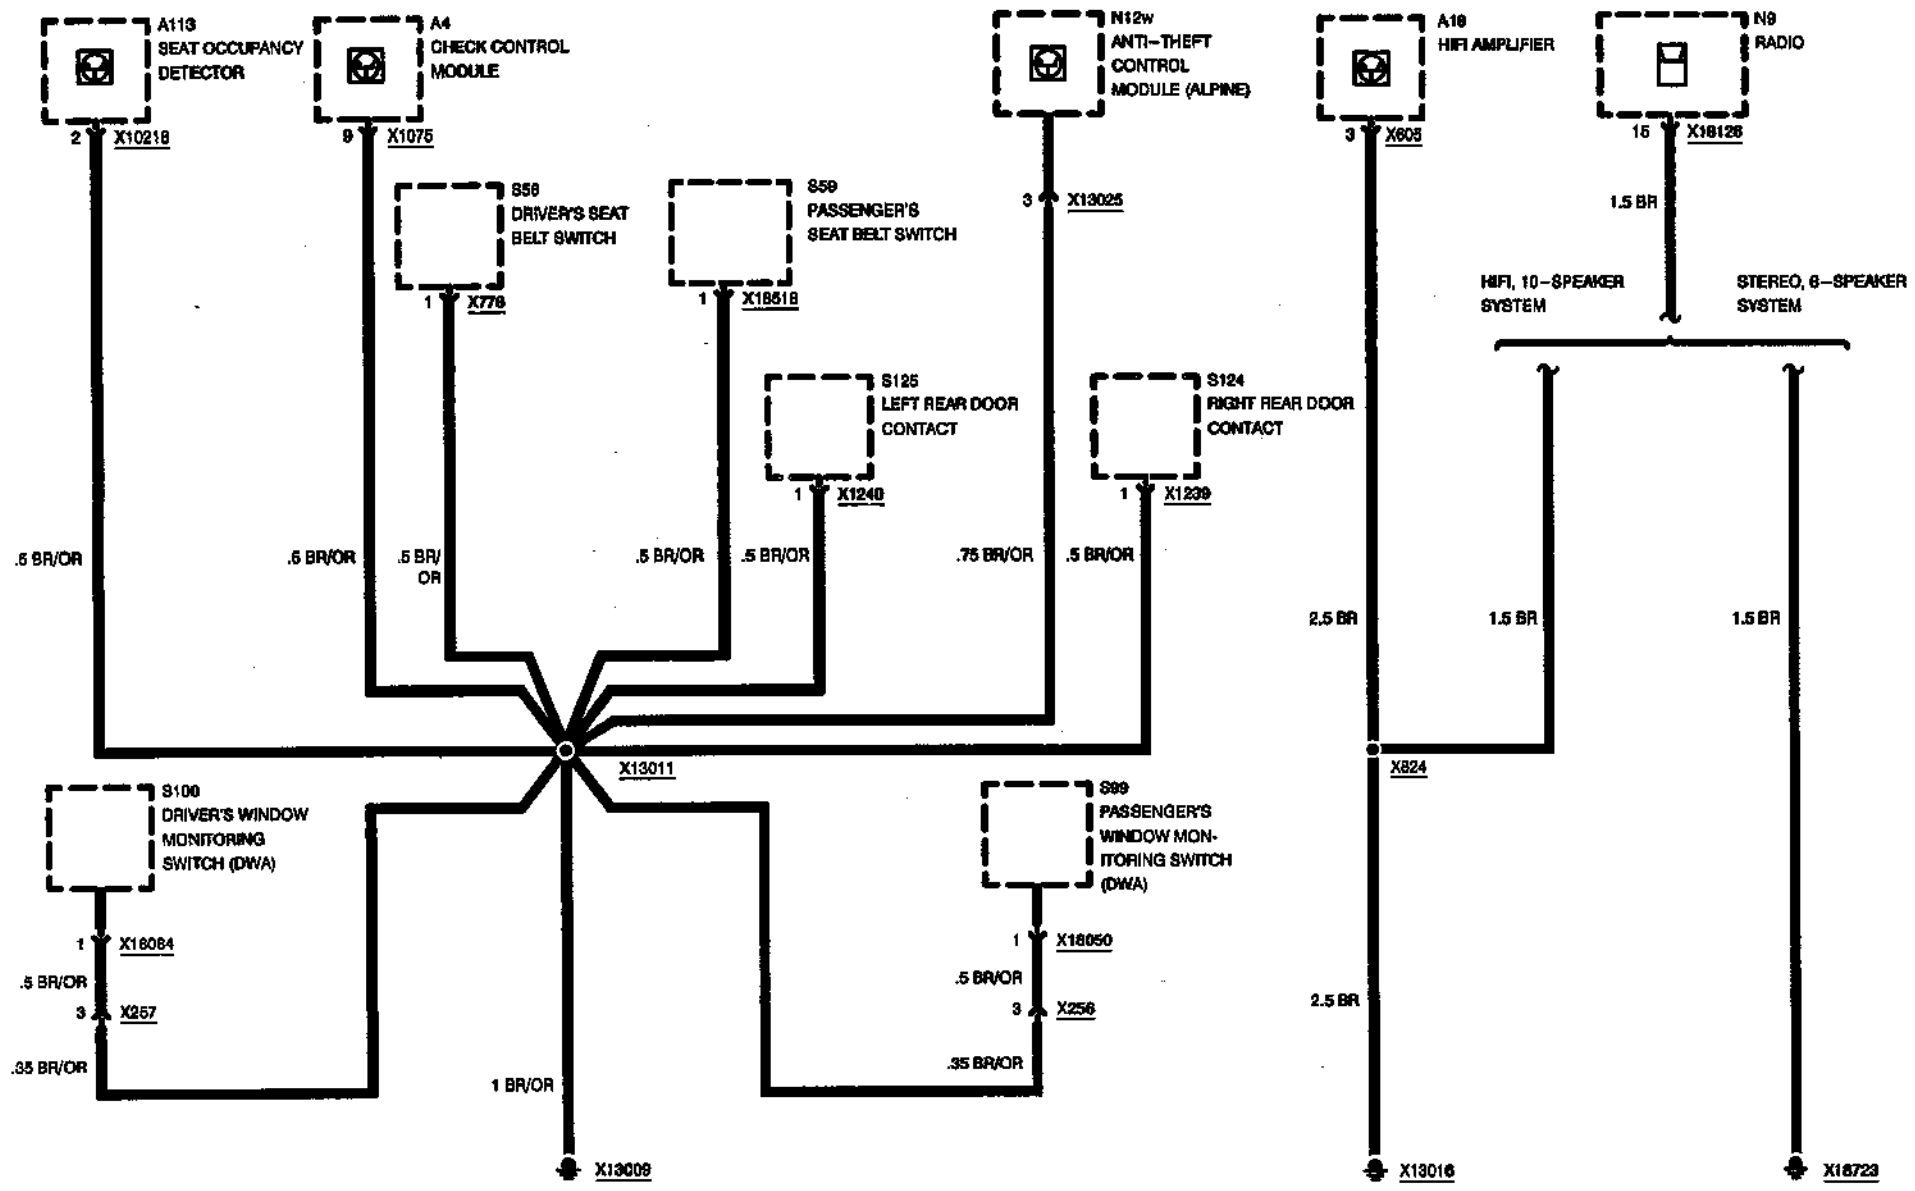 A113
SEAT OCCUPANCY
DETECTOR
2
X10218
A4
CHECK CONTROL
MODULE
9
X1075
N12w
ANTI-THEFT
CONTROL
MODULE (ALPINE)
3
X13025
A18
HIFI AMPLIFIER
3
X605
N9
RADIO
15
X18126
1.5 BR
S58
DRIVER'S SEAT
BELT SWITCH
1
X778
S59
PASSENGER'S
SEAT BELT SWITCH
1
X18518
HIFI, 10-SPEAKER
SYSTEM
STEREO, 6-SPEAKER
SYSTEM
S125
LEFT REAR DOOR
CONTACT
1
X1240
S124
RIGHT REAR DOOR
CONTACT
1
X1239
.5 BR/OR
.5 BR/OR
.5 BR/
OR
.5 BR/OR
.5 BR/OR
.75 BR/OR
.5 BR/OR
2.5 BR
1.5 BR
1.5 BR
X13011
X824
S100
DRIVER'S WINDOW
MONITORING
SWITCH (DWA)
1
X18084
.5 BR/OR
3
X257
.35 BR/OR
S99
PASSENGER'S
WINDOW MON-
ITORING SWITCH
(DWA)
1
X18050
.5 BR/OR
3
X256
.35 BR/OR
2.5 BR
1 BR/OR
X13009
X13016
X18723